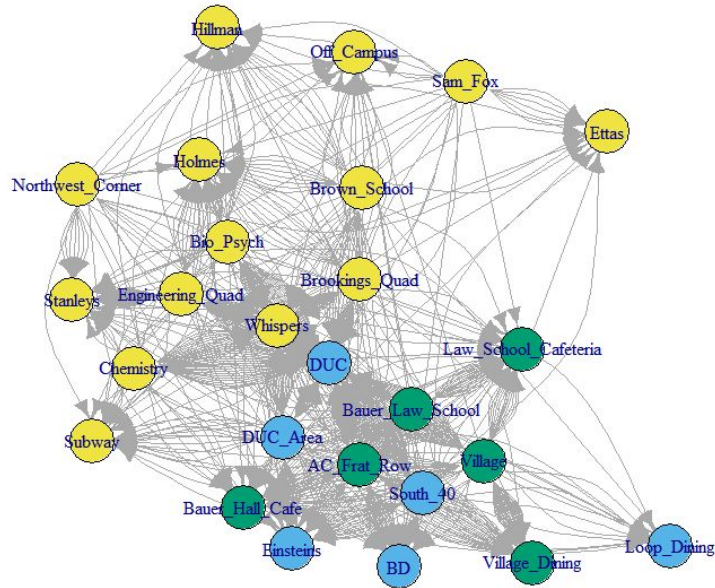 Hillman
Off_Campus
Sam_Fox
Ettas
Holmes
Northwest_Corner
Brown_School
Bio_Psych
Brookings_Quad
Stanleys
Engineering_Quad
Whispers
Law_School_Cafeteria
DUC
Chemistry
Bauer_Law_School
DUC_Area
Subway
AC_Frat_Row
Village
South_40
Bauer_Hall_Cafe
Einsteins
Loop_Dining
Village_Dining
BD